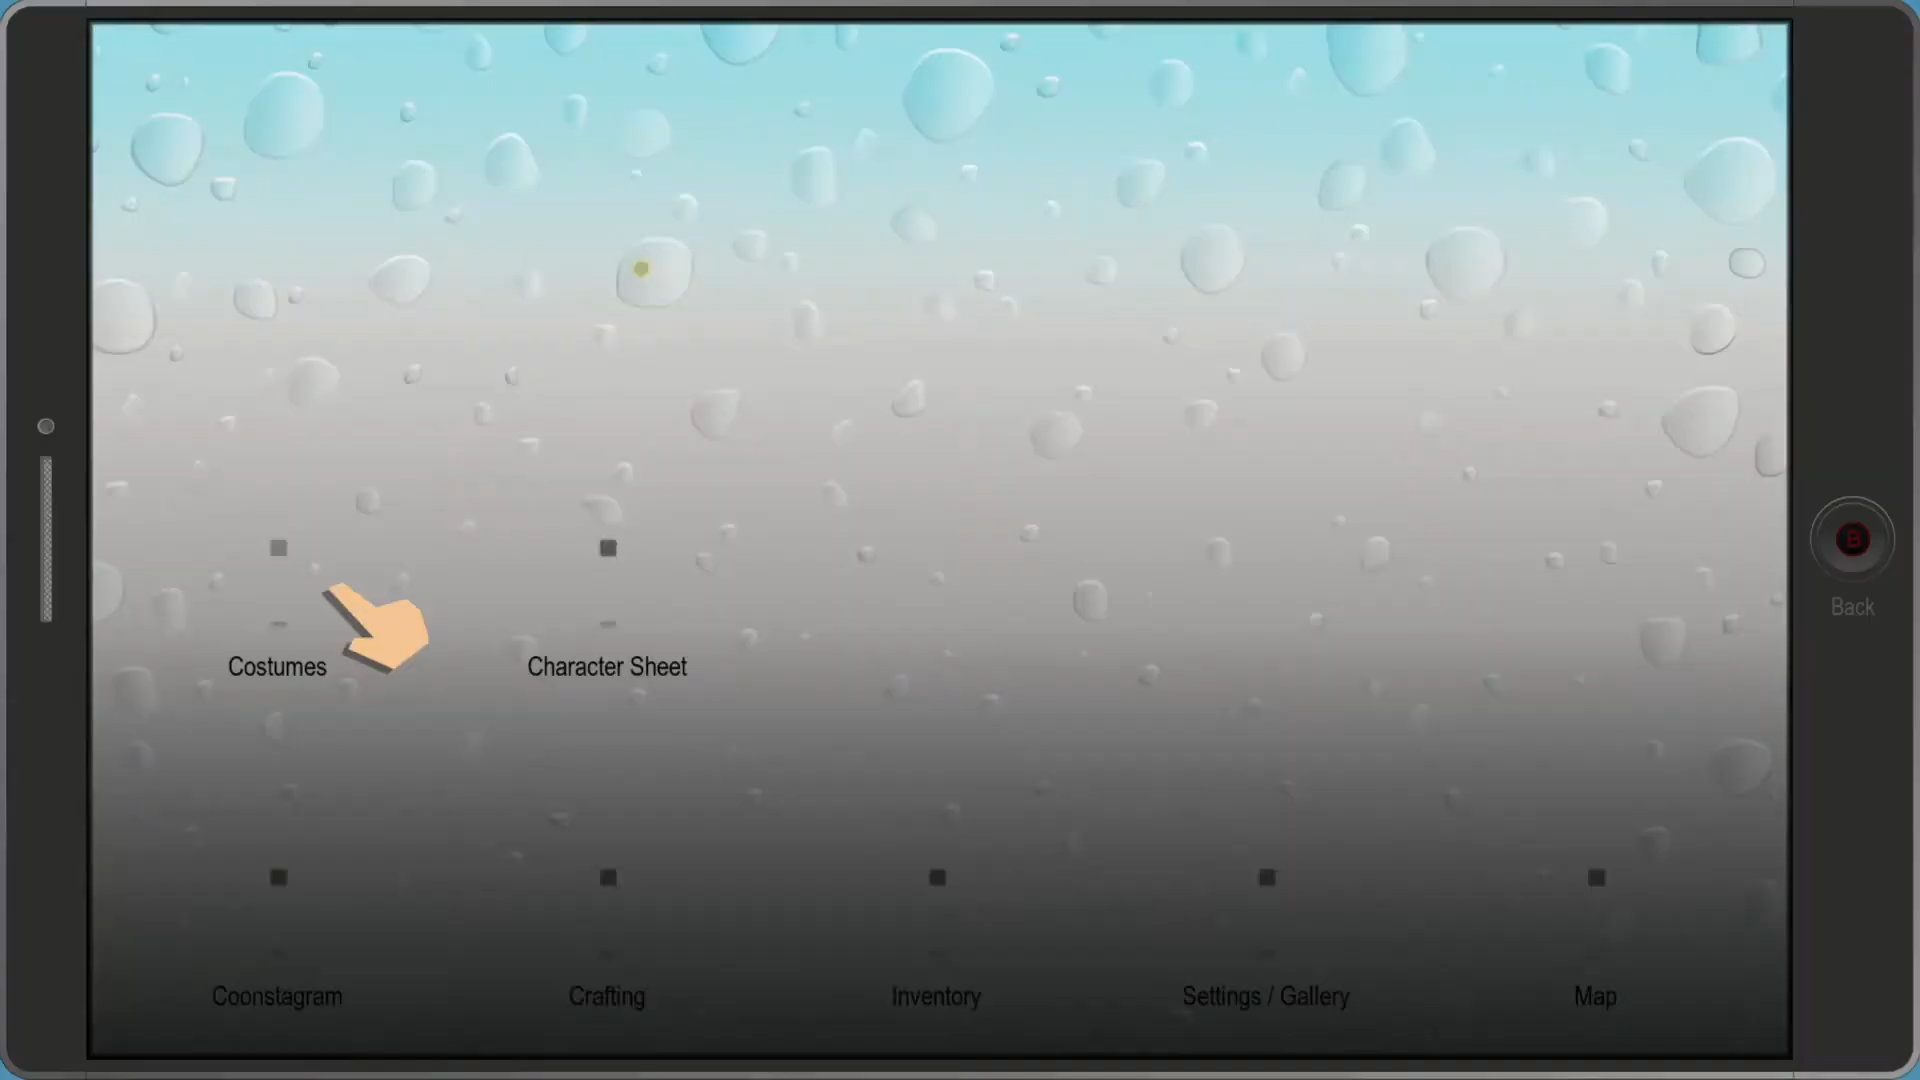 B
Back
Costumes
Character Sheet
Coonstagram
Crafting
Inventory
Settings / Gallery
Map